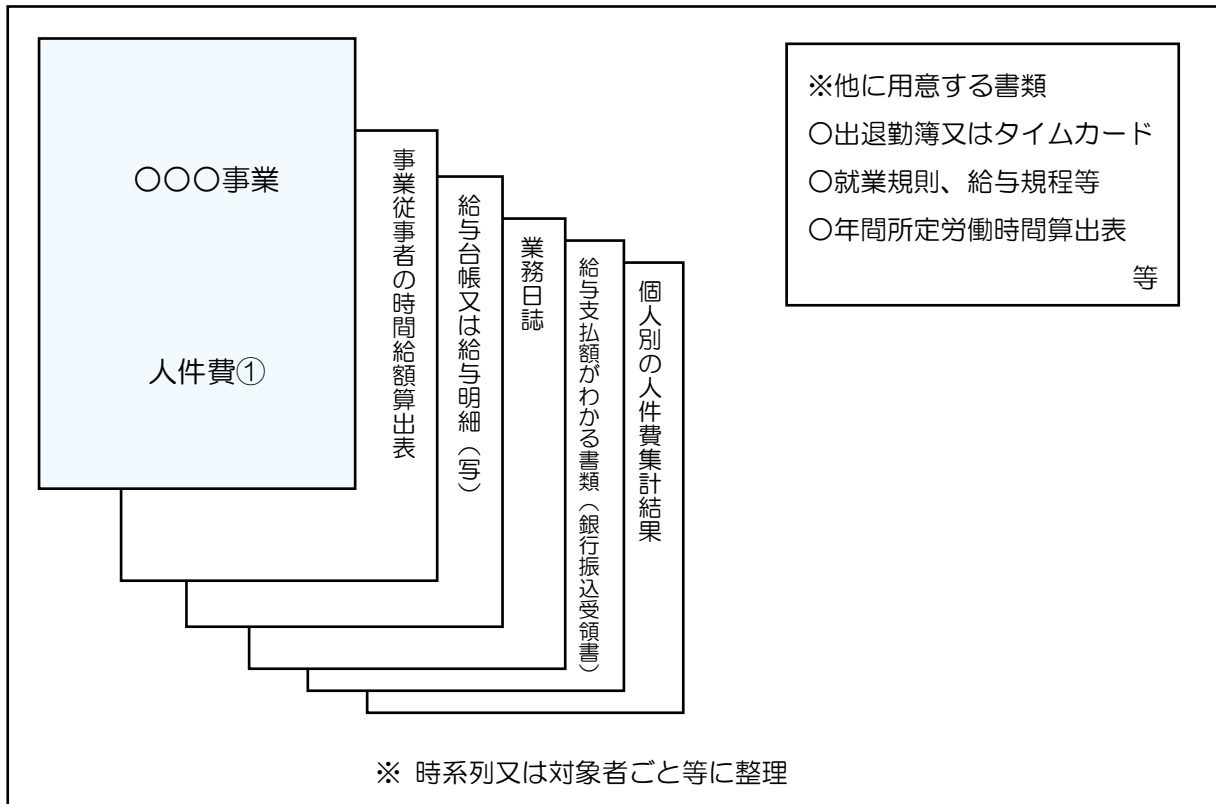 〇〇〇事業
人件費①
事業従事者の時間給額算出表
給与台帳又は給与明細（写）
業務日誌
給与支払額がわかる書類（銀行振込受領書）
個人別の人件費集計結果
※他に用意する書類
〇出退勤簿又はタイムカード
〇就業規則、給与規程等
〇年間所定労働時間算出表
等
※ 時系列又は対象者ごと等に整理